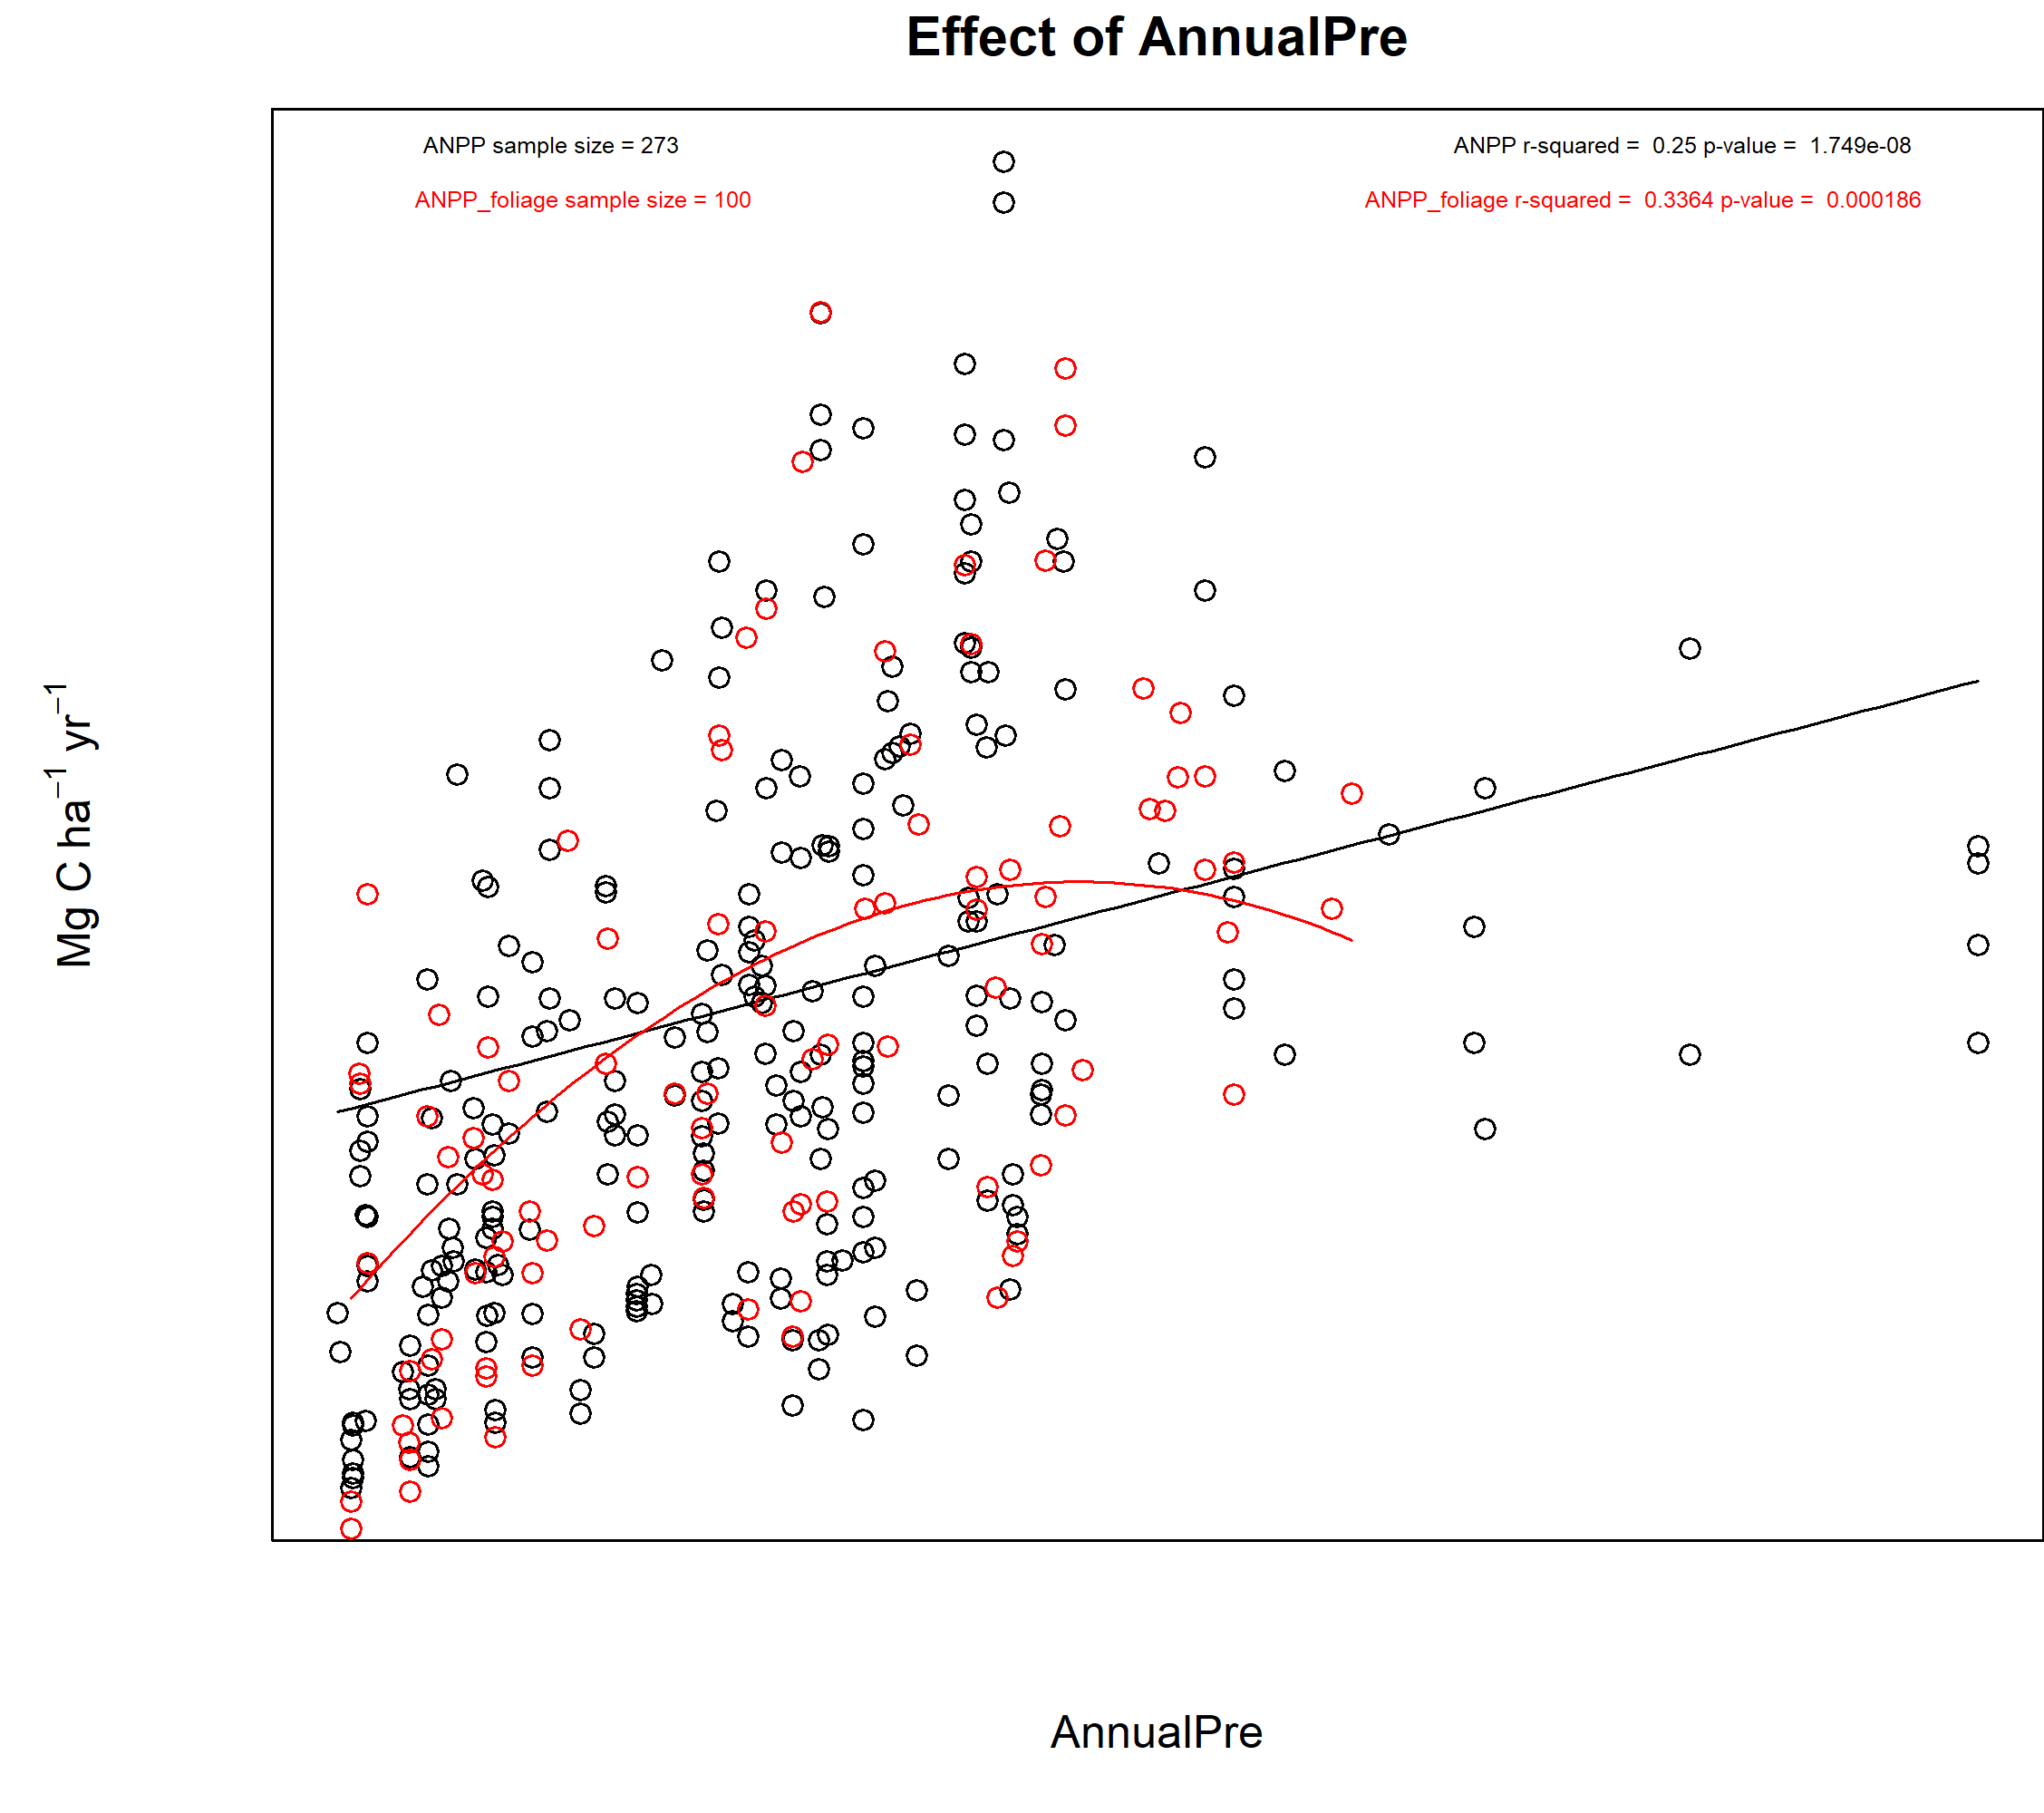 Effect of AnnualPre
ANPP sample size = 273
ANPP r-squared = 0.25 p-value = 1.749e-08
ANPP_foliage sample size = 100
ANPP_foliage r-squared = 0.3364 p-value = 0.000186
Mg C ha⁻¹ yr⁻¹
AnnualPre